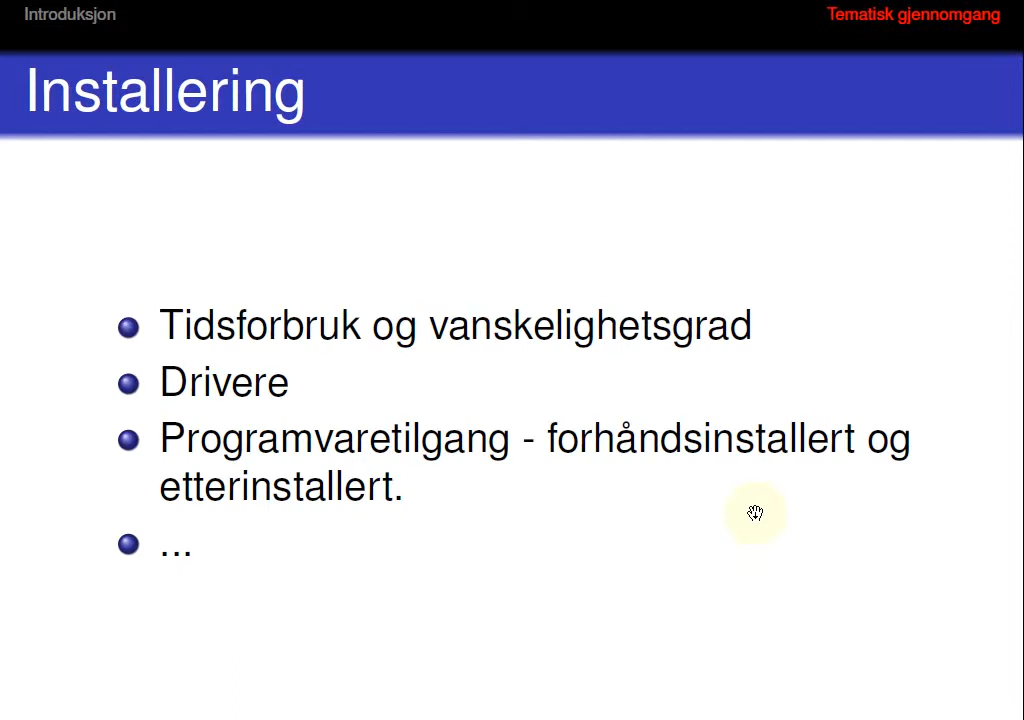 Introduksjon
Tematisk gjennomgang
Installering
Tidsforbruk og vanskelighetsgrad
Drivere
Programvaretilgang - forhåndsinstallert og
etterinstallert.
...